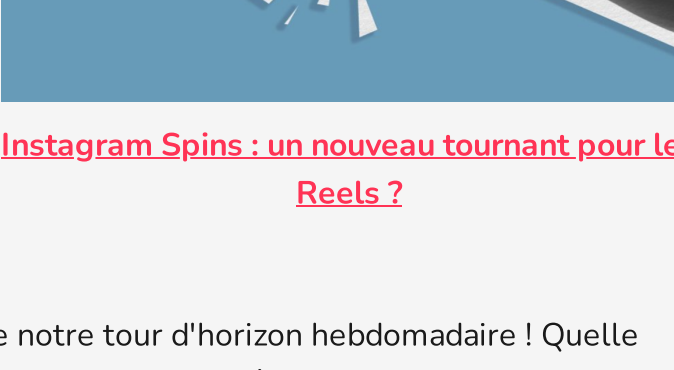 Instagram Spins : un nouveau tournant pour le
Reels ?
e notre tour d'horizon hebdomadaire ! Quelle